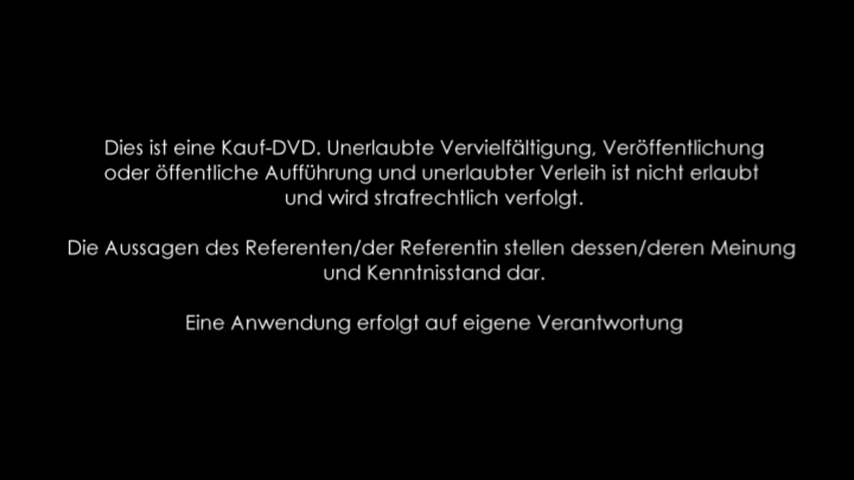 Dies ist eine Kauf-DVD. Unerlaubte Vervielfältigung, Veröffentlichung
oder öffentliche Aufführung und unerlaubter Verleih ist nicht erlaubt
und wird strafrechtlich verfolgt.
Die Aussagen des Referenten/der Referentin stellen dessen/deren Meinung
und Kenntnisstand dar.
Eine Anwendung erfolgt auf eigene Verantwortung